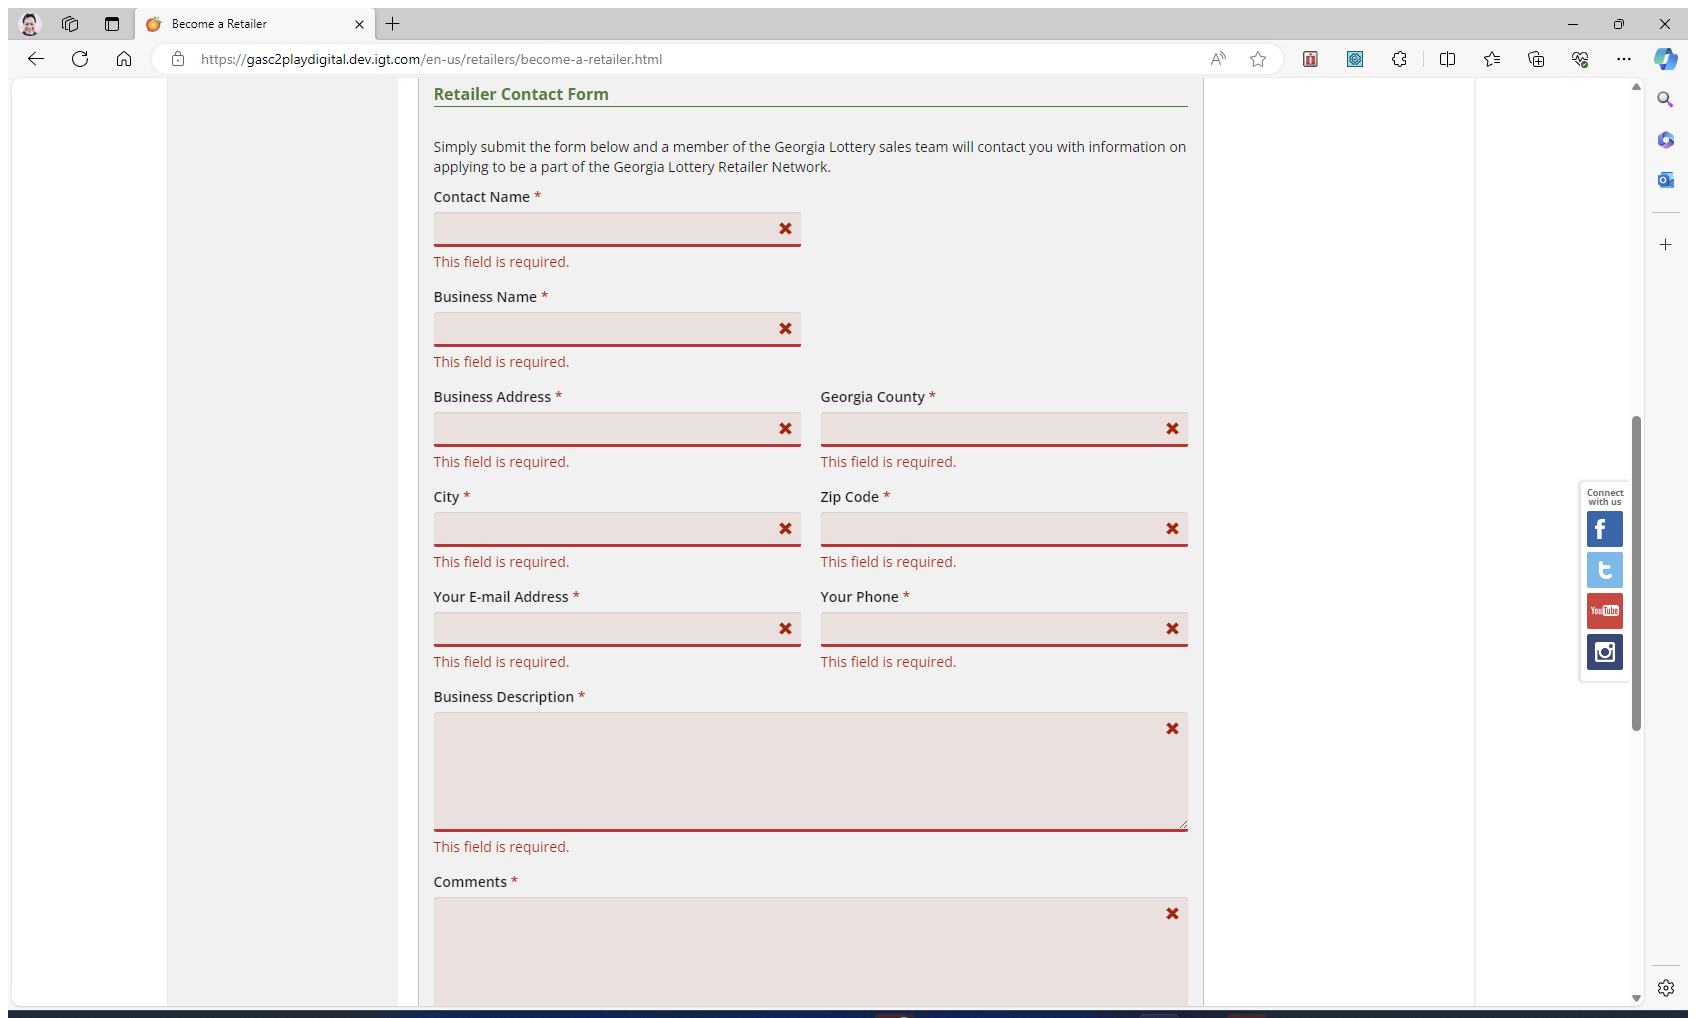 Become a Retailer
https://gasc2playdigital.dev.igt.com/en-us/retailers/become-a-retailer.html
Retailer Contact Form
Simply submit the form below and a member of the Georgia Lottery sales team will contact you with information on
applying to be a part of the Georgia Lottery Retailer Network.
Contact Name *
This field is required.
Business Name *
This field is required.
Business Address * Georgia County *
This field is required. This field is required.
City * Zip Code *
This field is required. This field is required.
Your E-mail Address * Your Phone *
This field is required. This field is required.
Business Description *
This field is required.
Comments *
Connect
with us
YouTube